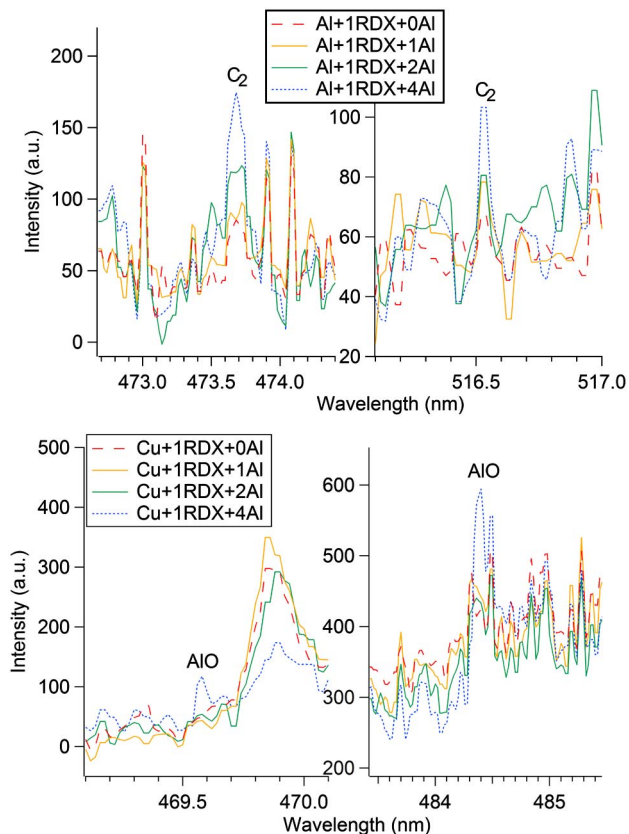 Al+1RDX+0Al
Al+1RDX+1Al
Al+1RDX+2Al
Al+1RDX+4Al
Intensity (a.u.)
200
150
100
50
0
C₂
473.0
473.5
474.0
100
80
60
40
20
C₂
516.5
517.0
Wavelength (nm)
Cu+1RDX+0Al
Cu+1RDX+1Al
Cu+1RDX+2Al
Cu+1RDX+4Al
Intensity (a.u.)
500
400
300
200
100
0
AlO
469.5
470.0
600
500
400
300
200
AlO
484
485
Wavelength (nm)